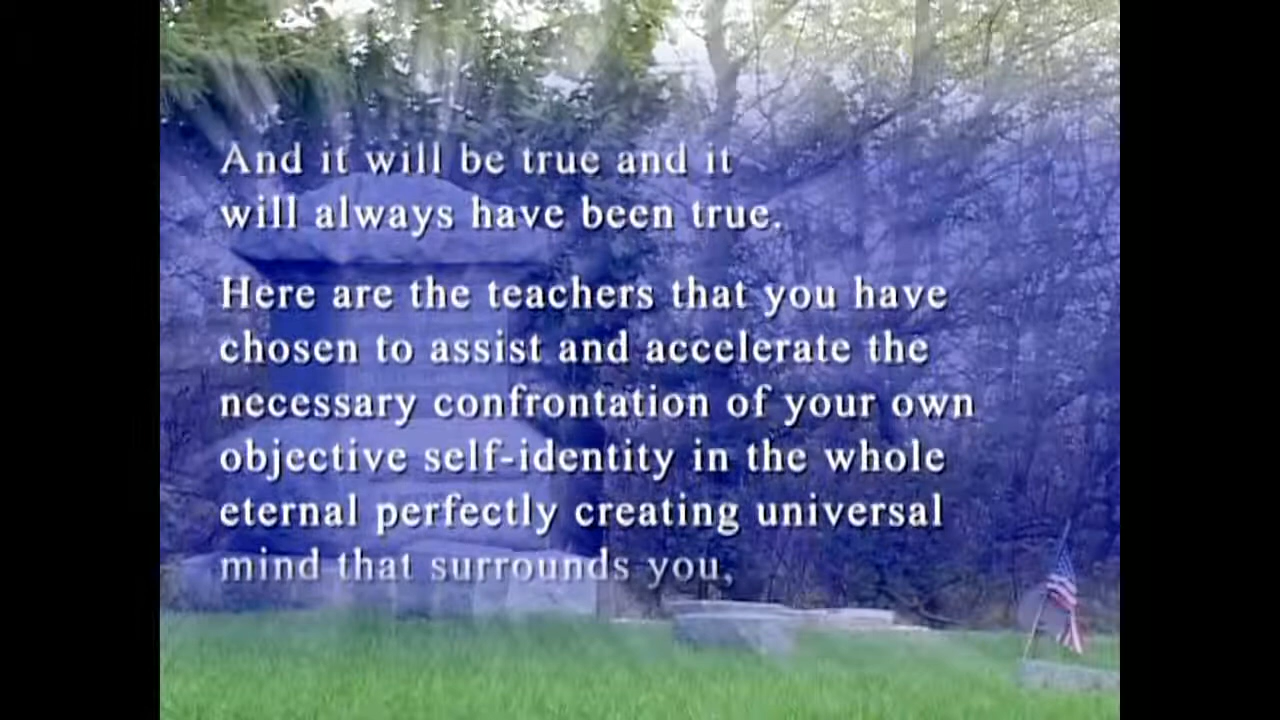 And it will be true and it
will always have been true.
Here are the teachers that you have
chosen to assist and accelerate the
necessary confrontation of your own
objective self-identity in the whole
eternal perfectly creating universal
mind that surrounds you,